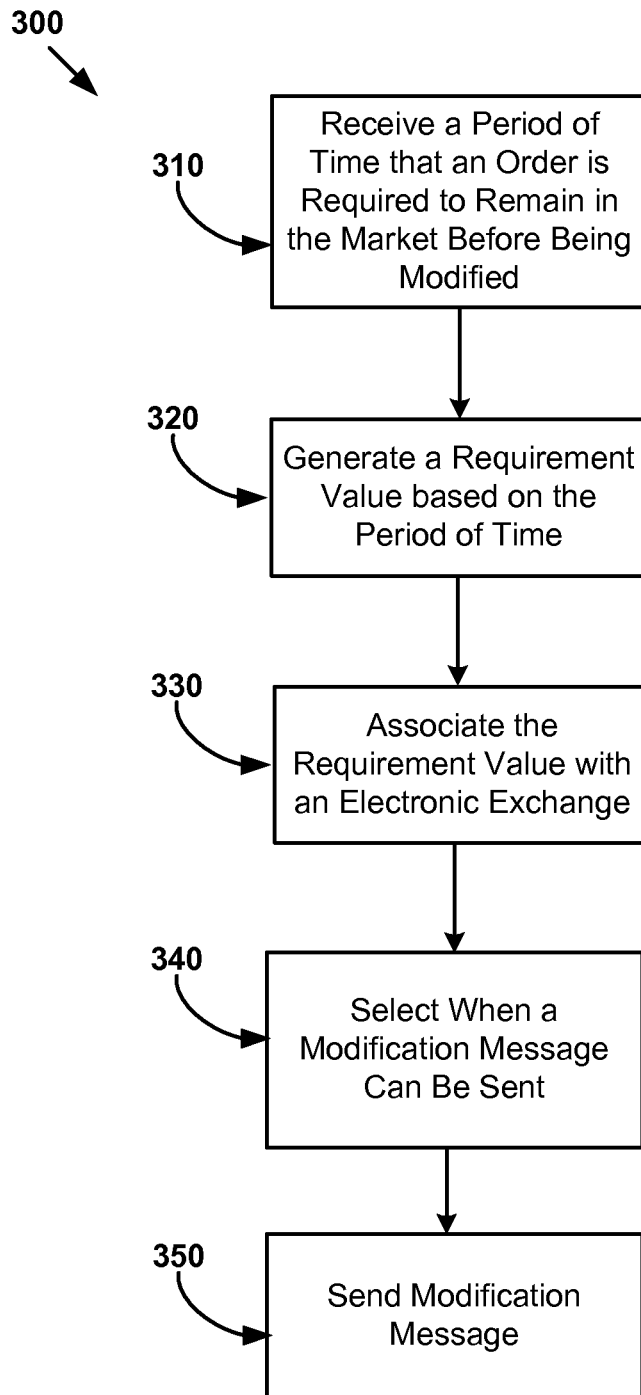 300
310
Receive a Period of
Time that an Order is
Required to Remain in
the Market Before Being
Modified
320
Generate a Requirement
Value based on the
Period of Time
330
Associate the
Requirement Value with
an Electronic Exchange
340
Select When a
Modification Message
Can Be Sent
350
Send Modification
Message